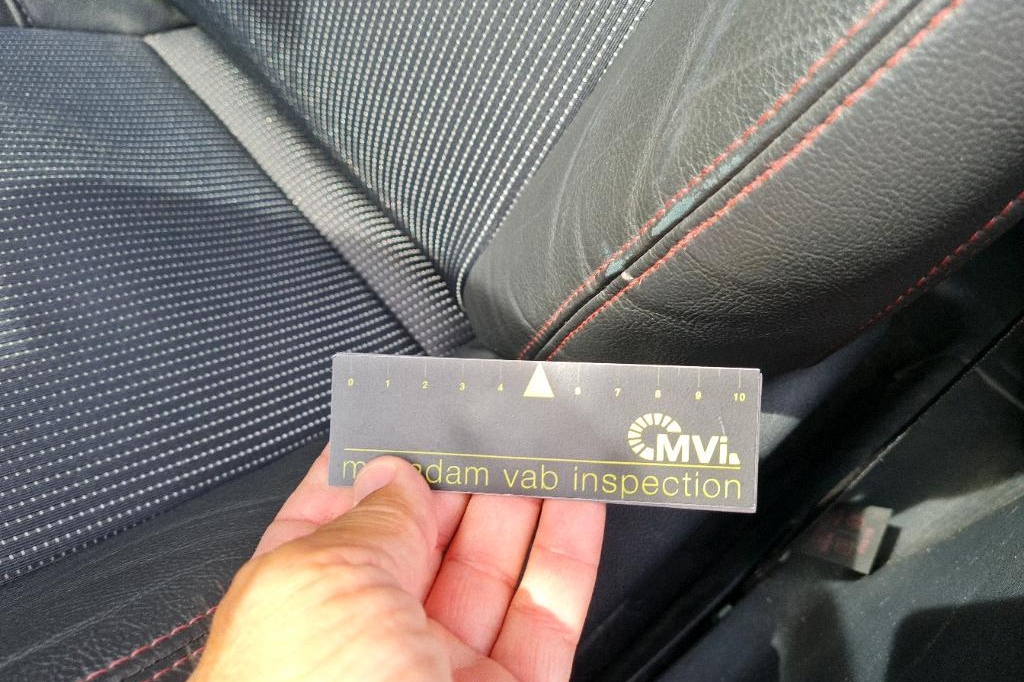 0 1 2 3 4 6 7 8 9 10
MVi.
vab inspection